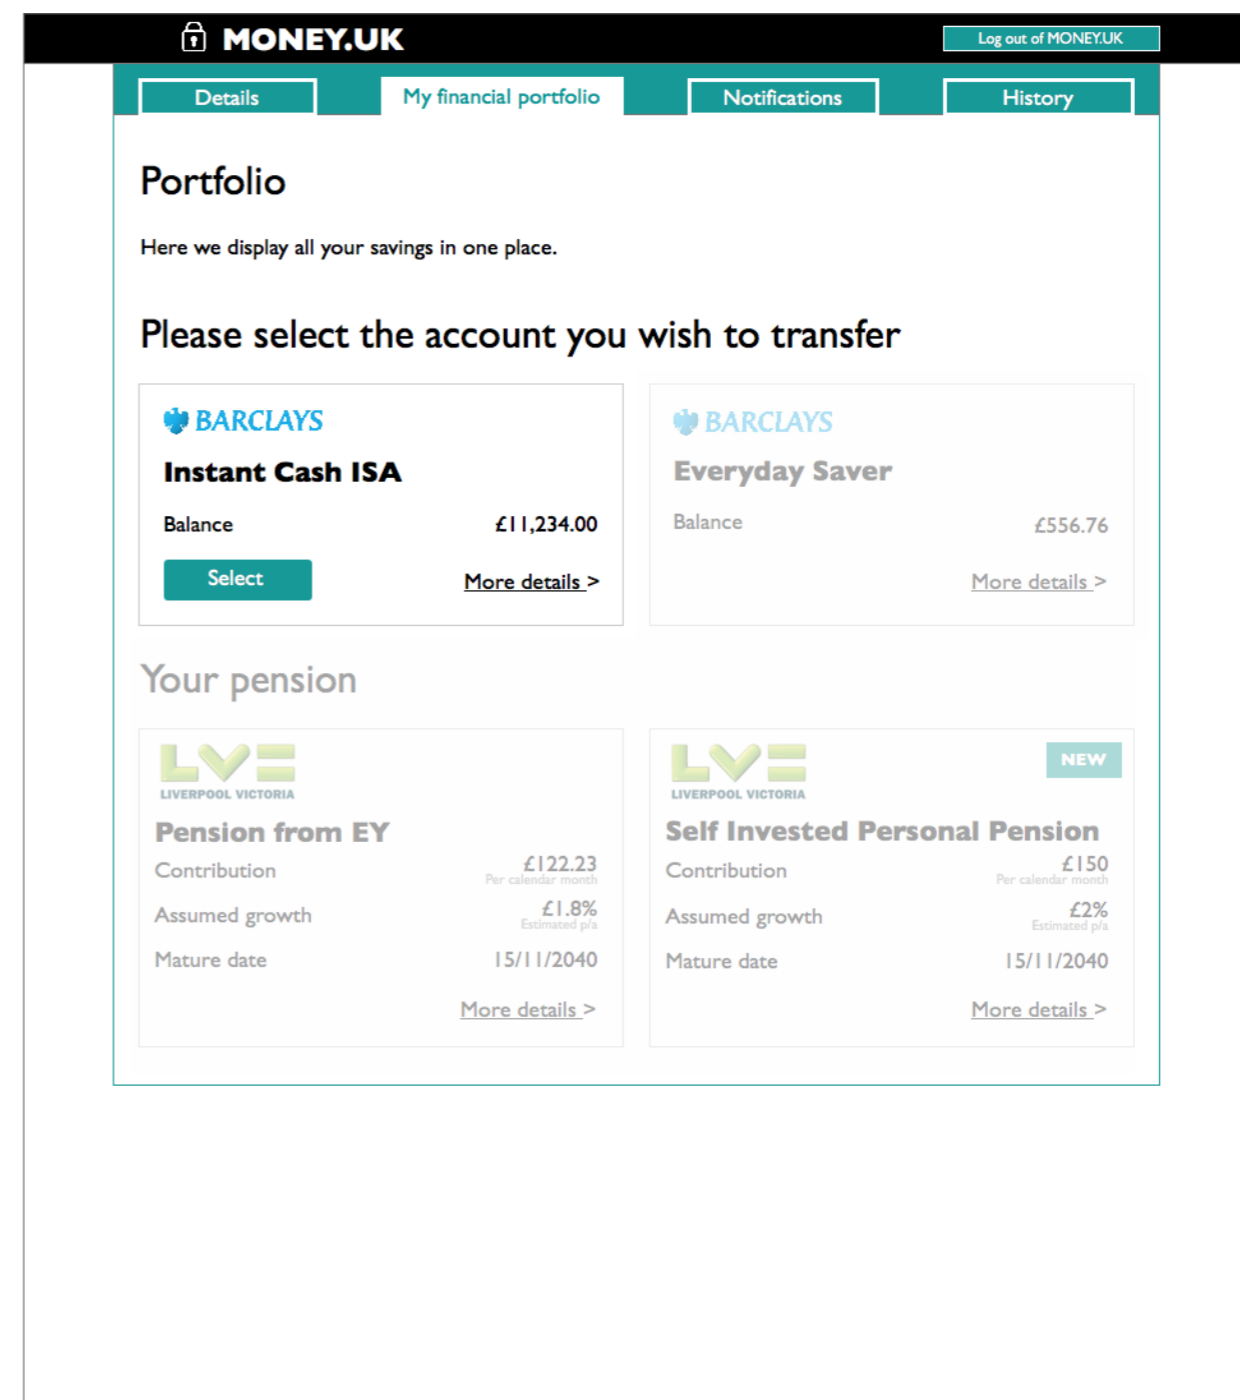 MONEY.UK
Log out of MONEY.UK
Details
My financial portfolio
Notifications
History
Portfolio
Here we display all your savings in one place.
Please select the account you wish to transfer
BARCLAYS
Instant Cash ISA
Balance £11,234.00
Select
More details >
BARCLAYS
Everyday Saver
Balance £556.76
More details >
Your pension
LV=
LIVERPOOL VICTORIA
Pension from EY
Contribution £122.23
Per calendar month
Assumed growth £1.8%
Estimated p/a
Mature date 15/11/2040
More details >
LV=
LIVERPOOL VICTORIA
NEW
Self Invested Personal Pension
Contribution £150
Per calendar month
Assumed growth £2%
Estimated p/a
Mature date 15/11/2040
More details >